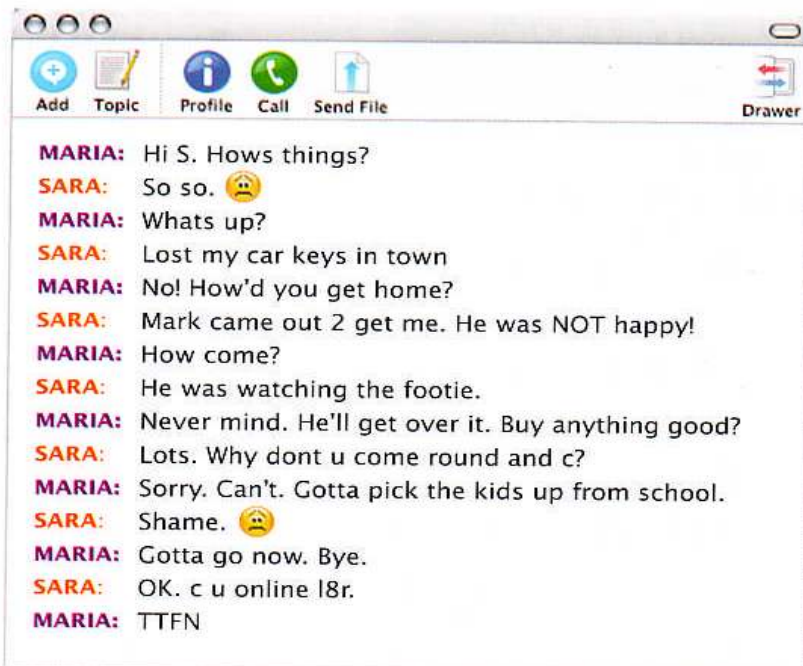 Add Topic Profile Call Send File Drawer
MARIA: Hi S. Hows things?
SARA: So so.
MARIA: Whats up?
SARA: Lost my car keys in town
MARIA: No! How'd you get home?
SARA: Mark came out 2 get me. He was NOT happy!
MARIA: How come?
SARA: He was watching the footie.
MARIA: Never mind. He'll get over it. Buy anything good?
SARA: Lots. Why dont u come round and c?
MARIA: Sorry. Can't. Gotta pick the kids up from school.
SARA: Shame.
MARIA: Gotta go now. Bye.
SARA: OK. c u online l8r.
MARIA: TTFN